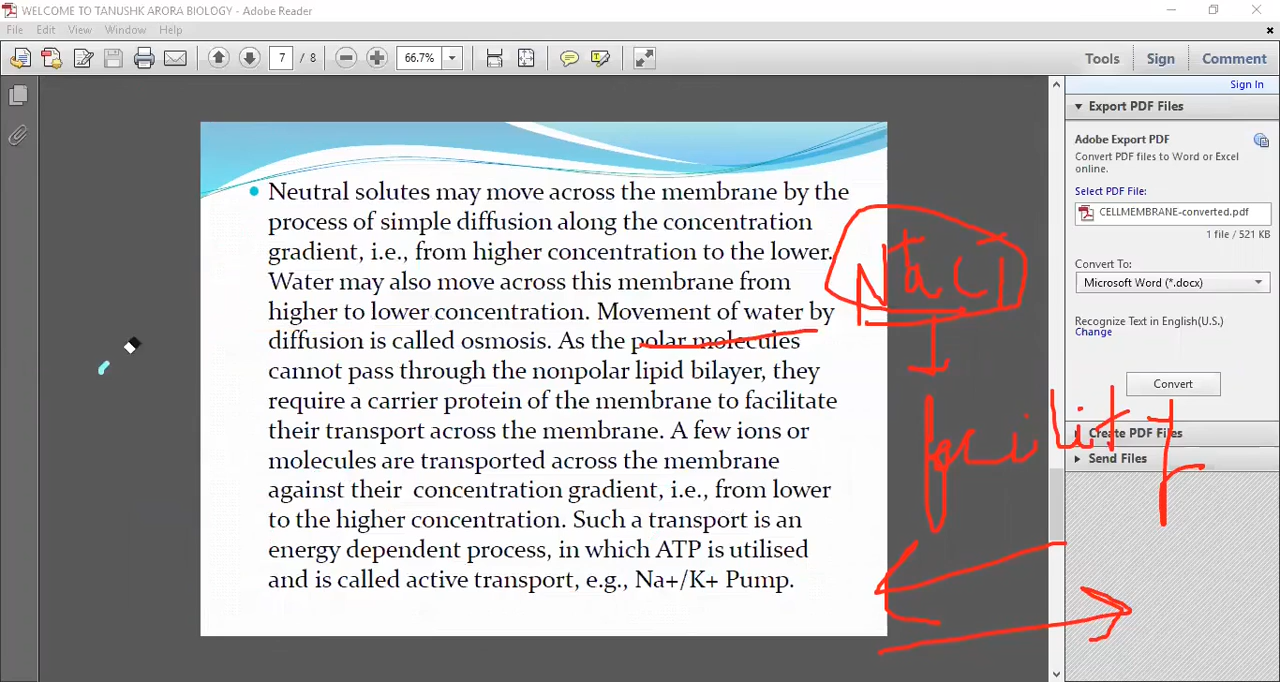 WELCOME TO TANUSHK ARORA BIOLOGY - Adobe Reader
File Edit View Window Help
7 / 8 66.7% Tools Sign Comment
Sign In
Export PDF Files
Adobe Export PDF
Convert PDF files to Word or Excel
online.
Select PDF File:
CELLMEMBRANE-converted.pdf
1 file / 521 KB
Convert To:
Microsoft Word (*.docx)
Recognize Text in English(U.S.)
Change
Convert
Create PDF Files
Send Files
Neutral solutes may move across the membrane by the
process of simple diffusion along the concentration
gradient, i.e., from higher concentration to the lower.
Water may also move across this membrane from
higher to lower concentration. Movement of water by
diffusion is called osmosis. As the polar molecules
cannot pass through the nonpolar lipid bilayer, they
require a carrier protein of the membrane to facilitate
their transport across the membrane. A few ions or
molecules are transported across the membrane
against their concentration gradient, i.e., from lower
to the higher concentration. Such a transport is an
energy dependent process, in which ATP is utilised
and is called active transport, e.g., Na+/K+ Pump.
Na+Cl-